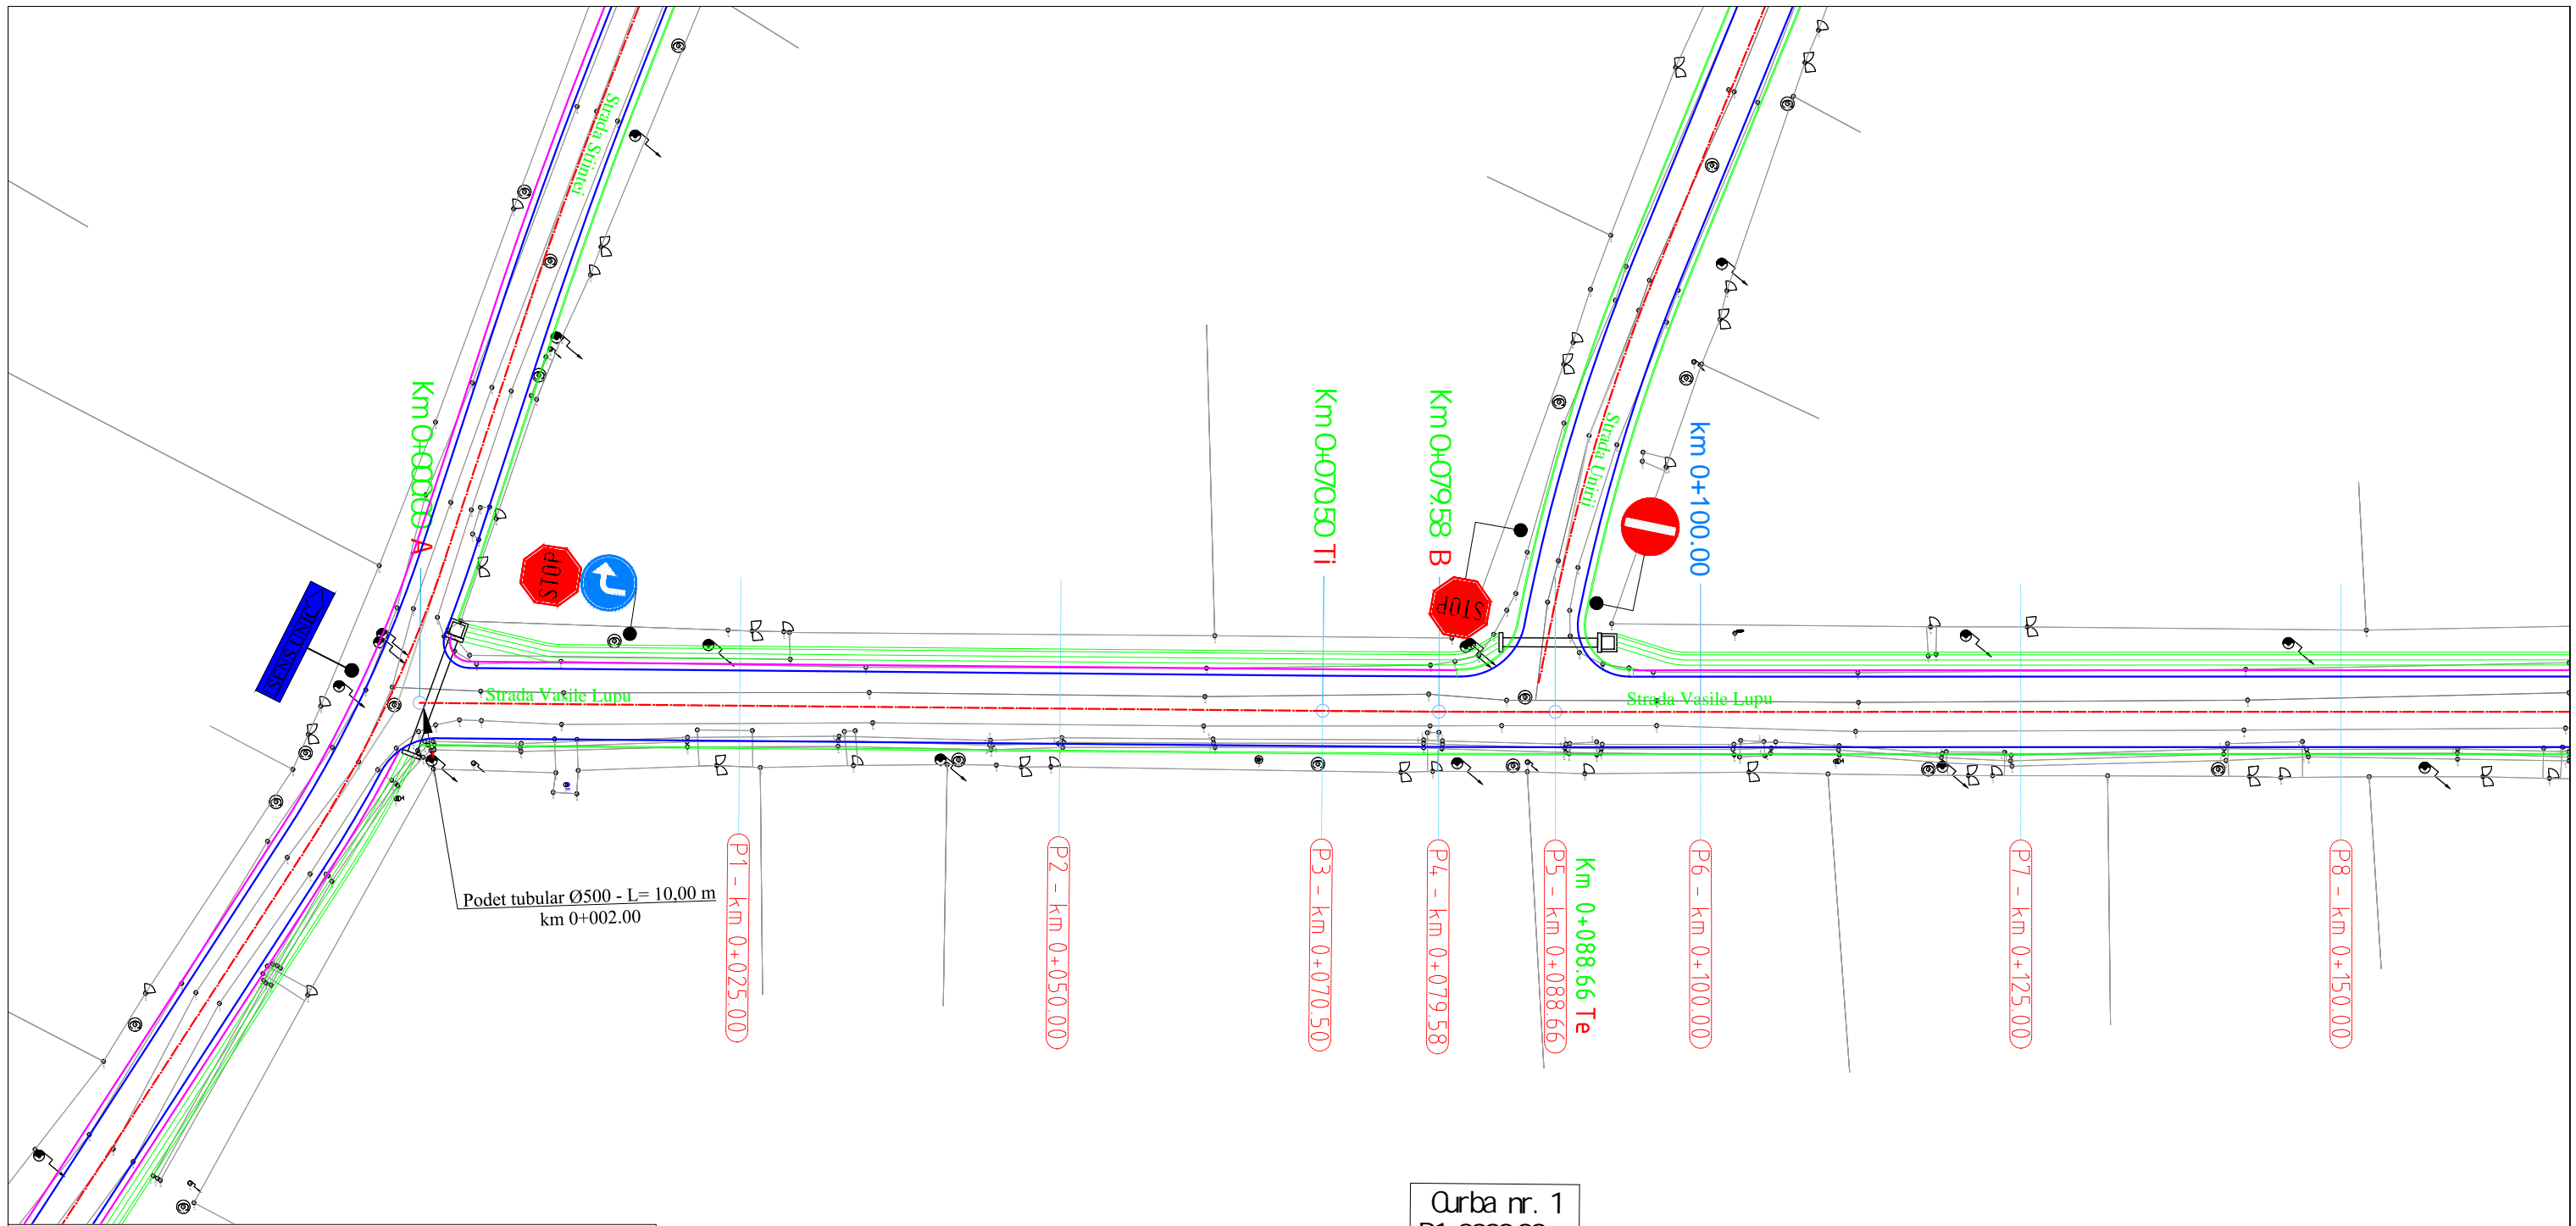 Strada Stiintei
Km 0+000.00 A
Km 0+070.50 Ti
Km 0+079.58 B
Strada Unirii
km 0+100.00
STOP
STOP
SENS UNIC
Strada Vasile Lupu
Strada Vasile Lupu
Podet tubular Ø500 - L= 10,00 m
km 0+002.00
P1 - km 0+025.00
P2 - km 0+050.00
P3 - km 0+070.50
P4 - km 0+079.58
P5 - km 0+088.66
Km 0+088.66 Te
P6 - km 0+100.00
P7 - km 0+125.00
P8 - km 0+150.00
Curba nr. 1